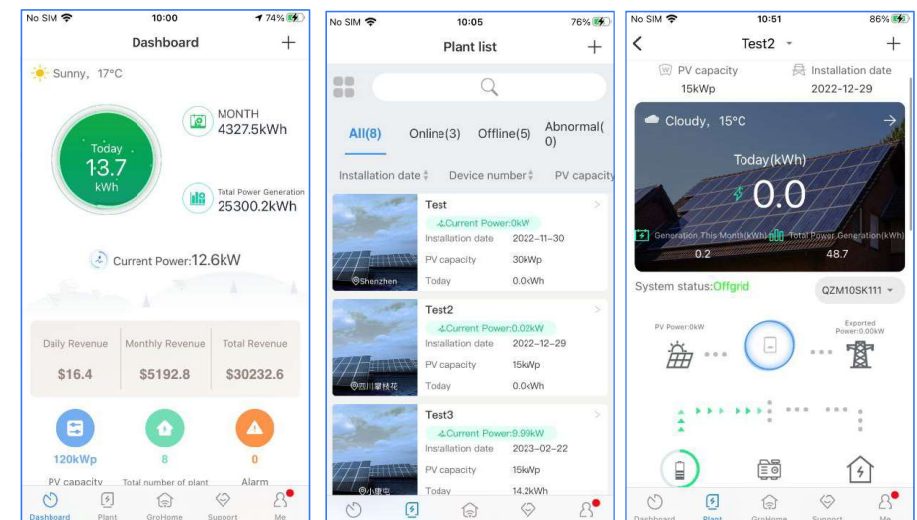 No SIM
10:00
74%
Dashboard
+
Sunny, 17°C
Today
13.7
kWh
MONTH
4327.5kWh
Total Power Generation
25300.2kWh
Current Power:12.6kW
Daily Revenue
Monthly Revenue
Total Revenue
$16.4
$5192.8
$30232.6
120kWp
8
0
PV capacity
Total number of plant
Alarm
Dashboard
Plant
GroHome
Support
Me
No SIM
10:05
76%
Plant list
+
All(8)
Online(3)
Offline(5)
Abnormal(
0)
Installation date
Device number
PV capacity
Test
Current Power:0kW
Installation date 2022-11-30
PV capacity 30kWp
Today 0.0kWh
Shenzhen
Test2
Current Power:0.02kW
Installation date 2022-12-29
PV capacity 15kWp
Today 0.0kWh
四川攀枝花
Test3
Current Power:9.99kW
Installation date 2023-02-22
PV capacity 15kWp
Today 14.2kWh
No SIM
10:51
86%
Test2
+
PV capacity
15kWp
Installation date
2022-12-29
Cloudy, 15°C
Today(kWh)
0.0
Generation This Month(kWh)
0.2
Total Power Generation(kWh)
48.7
System status:Offgrid
QZM10SK111
PV Power:0kW
Exported
Power:0.00kW
Dashboard
Plant
GroHome
Support
Me